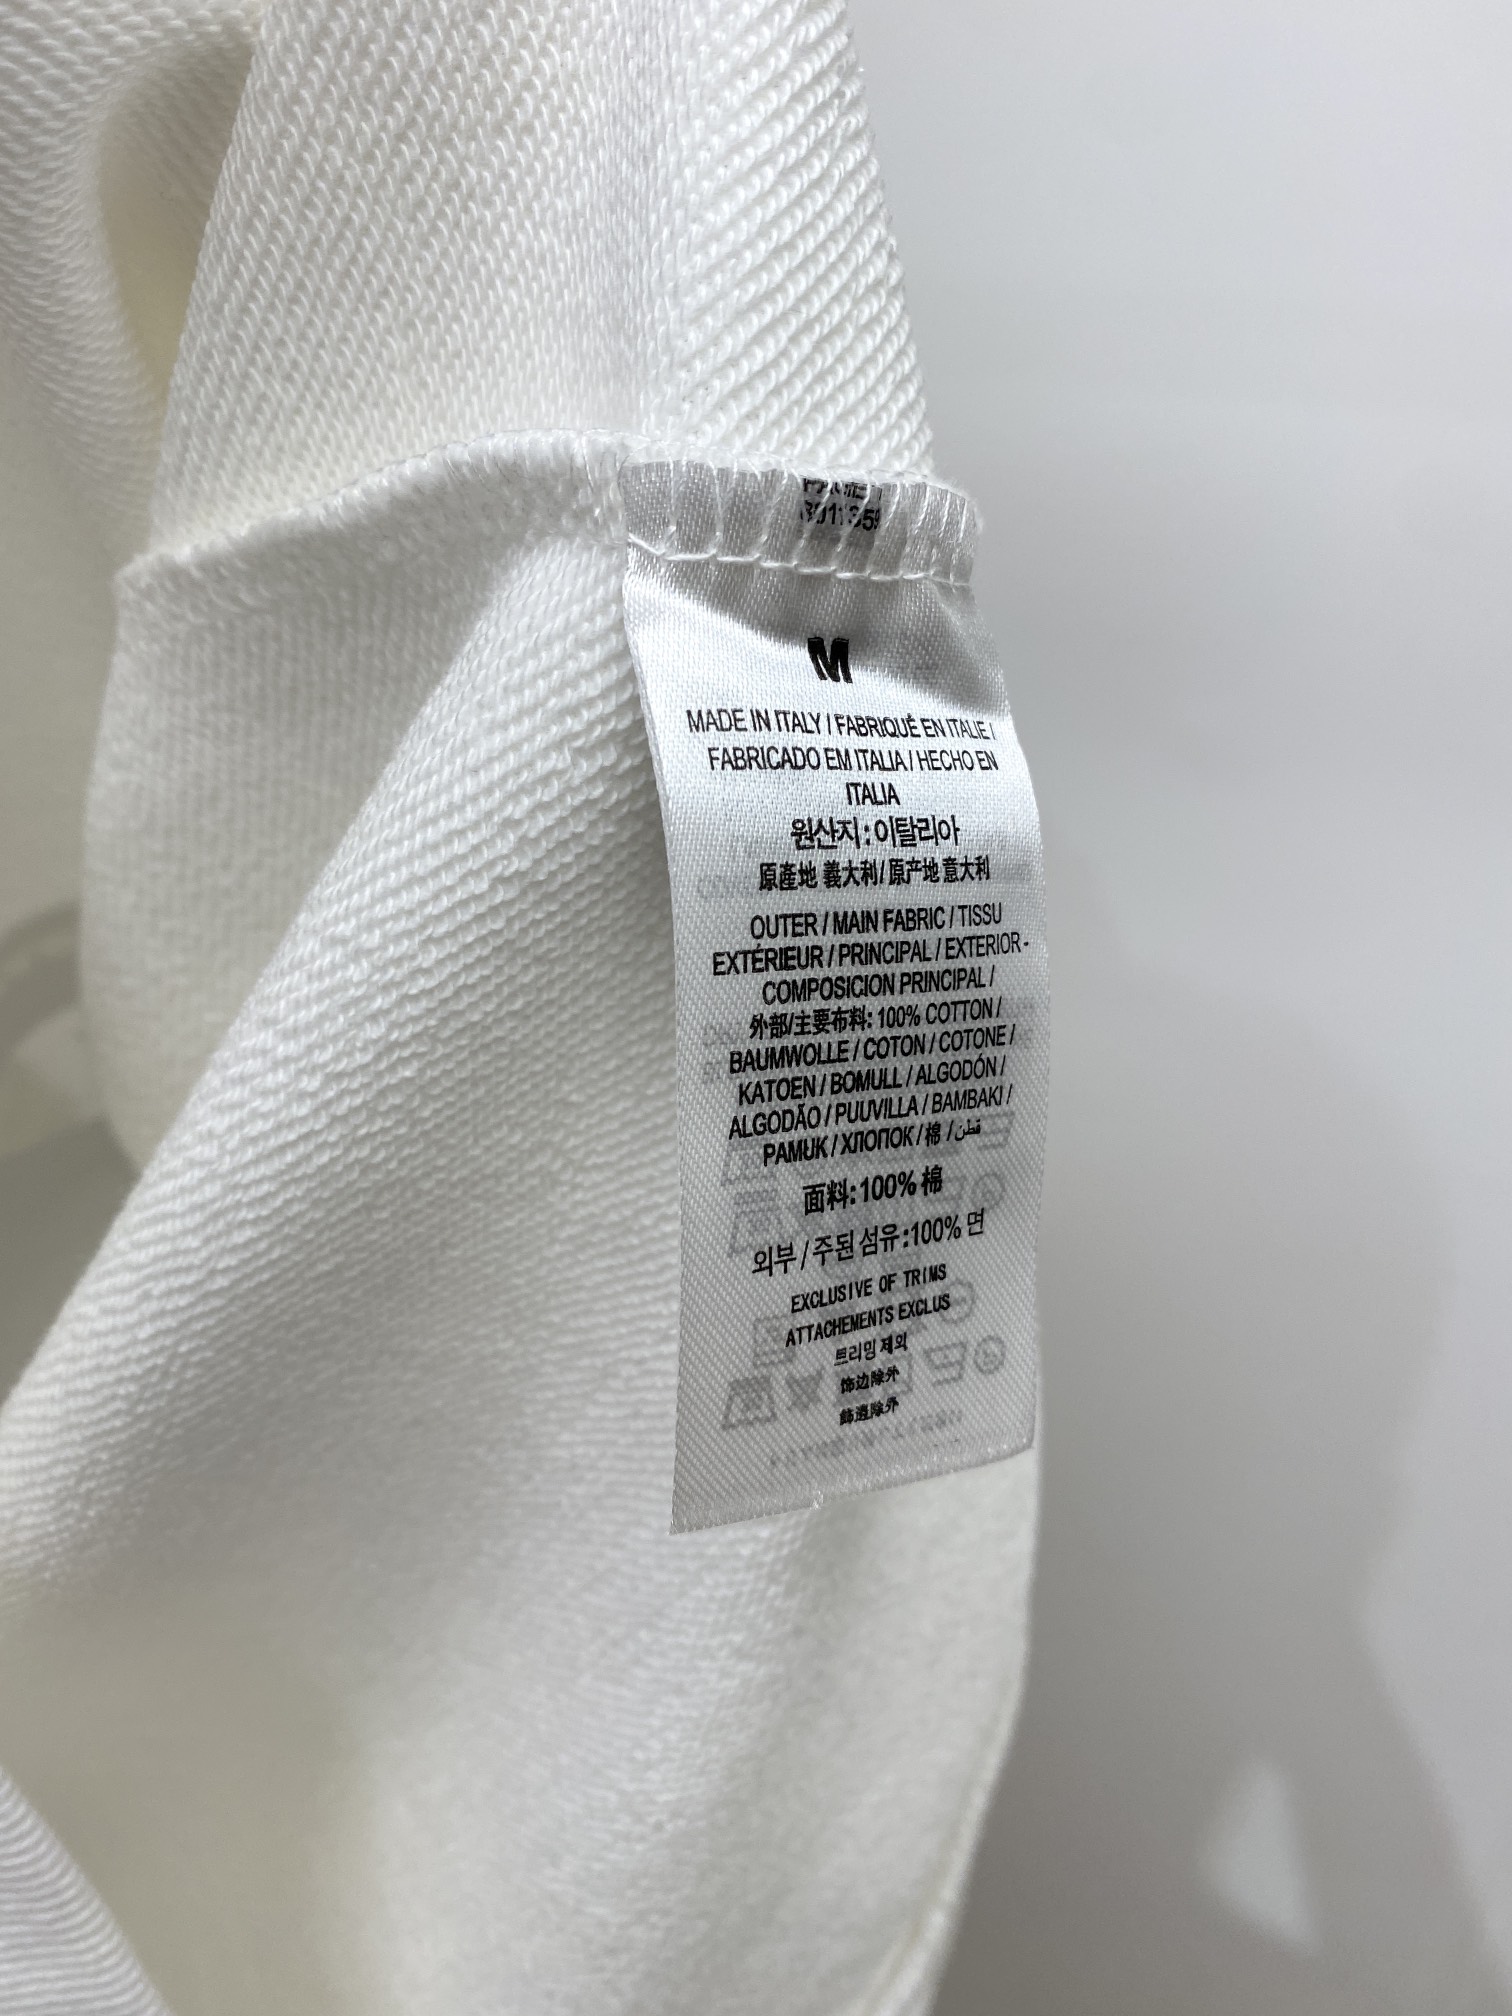 M
MADE IN ITALY / FABRIQUÉ EN ITALIE /
FABRICADO EM ITALIA / HECHO EN
ITALIA
원산지 : 이탈리아
原產地 義大利 / 原产地 意大利
OUTER / MAIN FABRIC / TISSU
EXTÉRIEUR / PRINCIPAL / EXTERIOR -
COMPOSICION PRINCIPAL /
外部/主要布料: 100% COTTON /
BAUMWOLLE / COTON / COTONE /
KATOEN / BOMULL / ALGODÓN /
ALGODÃO / PUUVILLA / BAMBAKI /
PAMUK / ХЛОПОК / 棉 / قطن
面料: 100% 棉
외부 / 주된 섬유:100% 면
EXCLUSIVE OF TRIMS
ATTACHEMENTS EXCLUS
트리밍 제외
饰边除外
飾邊除外